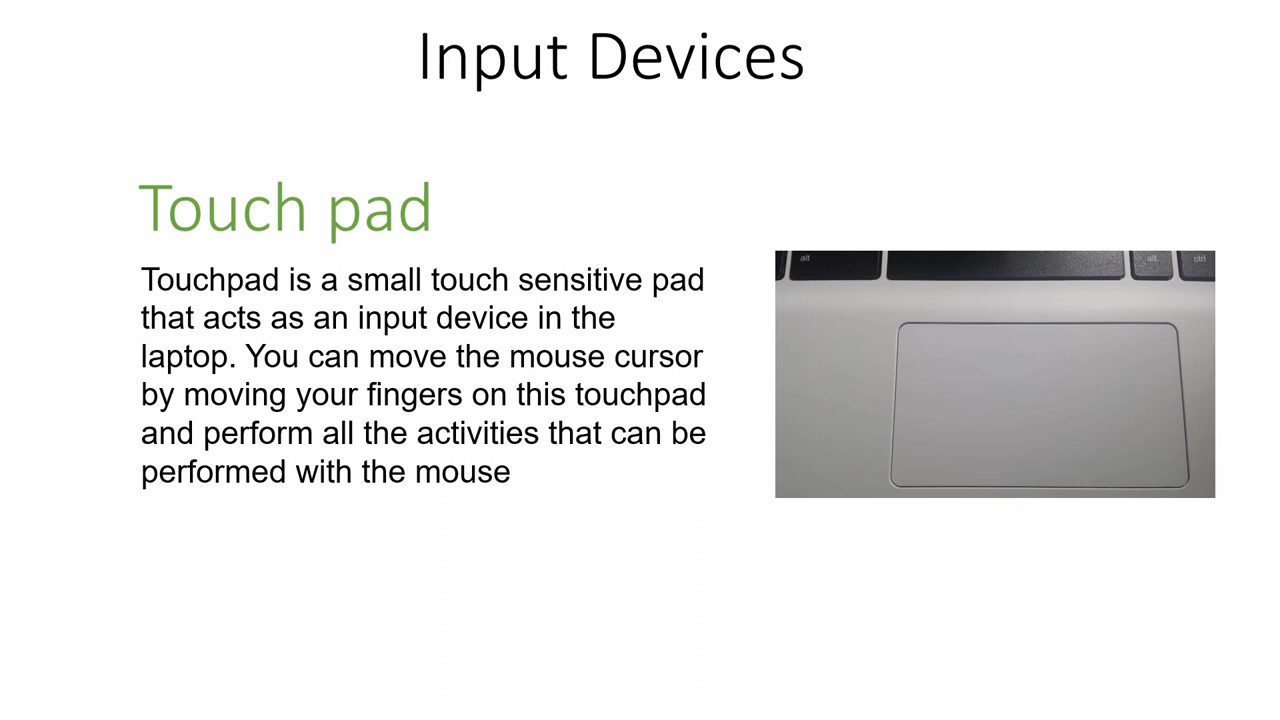 Input Devices
Touch pad
Touchpad is a small touch sensitive pad
that acts as an input device in the
laptop. You can move the mouse cursor
by moving your fingers on this touchpad
and perform all the activities that can be
performed with the mouse
alt
alt
ctrl